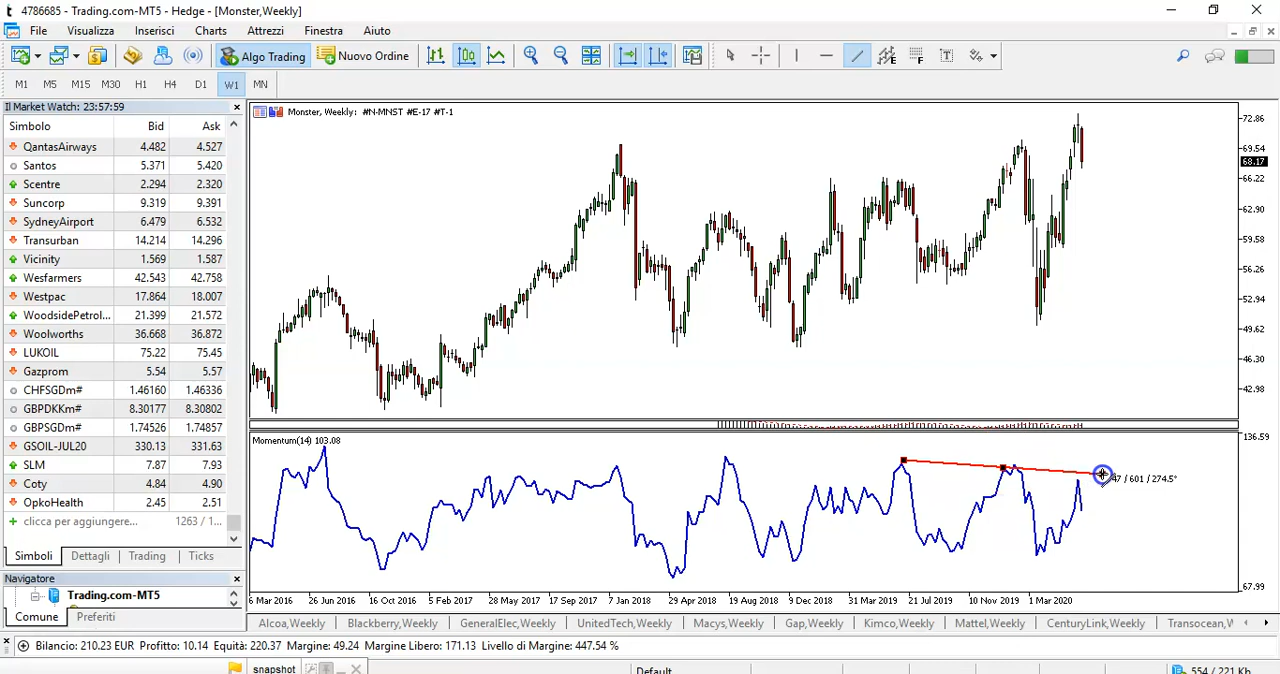 4786685 - Trading.com-MT5 - Hedge - [Monster,Weekly]
File Visualizza Inserisci Charts Attrezzi Finestra Aiuto
Algo Trading Nuovo Ordine
M1 M5 M15 M30 H1 H4 D1 W1 MN
Il Market Watch: 23:57:59
Simbolo Bid Ask
QantasAirways 4.482 4.527
Santos 5.371 5.420
Scentre 2.294 2.320
Suncorp 9.319 9.391
SydneyAirport 6.479 6.532
Transurban 14.214 14.296
Vicinity 1.569 1.587
Wesfarmers 42.543 42.758
Westpac 17.864 18.007
WoodsidePetrol... 21.399 21.572
Woolworths 36.668 36.872
LUKOIL 75.22 75.45
Gazprom 5.54 5.57
CHFSGDm# 1.46160 1.46336
GBPDKKm# 8.30177 8.30802
GBPSGDm# 1.74526 1.74857
GSOIL-JUL20 330.13 331.63
SLM 7.87 7.93
Coty 4.84 4.90
OpkoHealth 2.45 2.51
clicca per aggiungere... 1263 / 1...
Simboli Dettagli Trading Ticks
Navigatore
Trading.com-MT5
Comune Preferiti
Monster, Weekly: #N-MNST #E-17 #T-1
72.86
69.54
68.17
66.22
62.90
59.58
56.26
52.94
49.62
46.30
42.98
Momentum(14) 103.08
136.59
47 / 601 / 274.5°
67.99
6 Mar 2016 26 Jun 2016 16 Oct 2016 5 Feb 2017 28 May 2017 17 Sep 2017 7 Jan 2018 29 Apr 2018 19 Aug 2018 9 Dec 2018 31 Mar 2019 21 Jul 2019 10 Nov 2019 1 Mar 2020
Alcoa,Weekly Blackberry,Weekly GeneralElec,Weekly UnitedTech,Weekly Macys,Weekly Gap,Weekly Kimco,Weekly Mattel,Weekly CenturyLink,Weekly Transocean,W
Bilancio: 210.23 EUR Profitto: 10.14 Equità: 220.37 Margine: 49.24 Margine Libero: 171.13 Livello di Margine: 447.54 %
snapshot Default 554 / 221 Kb